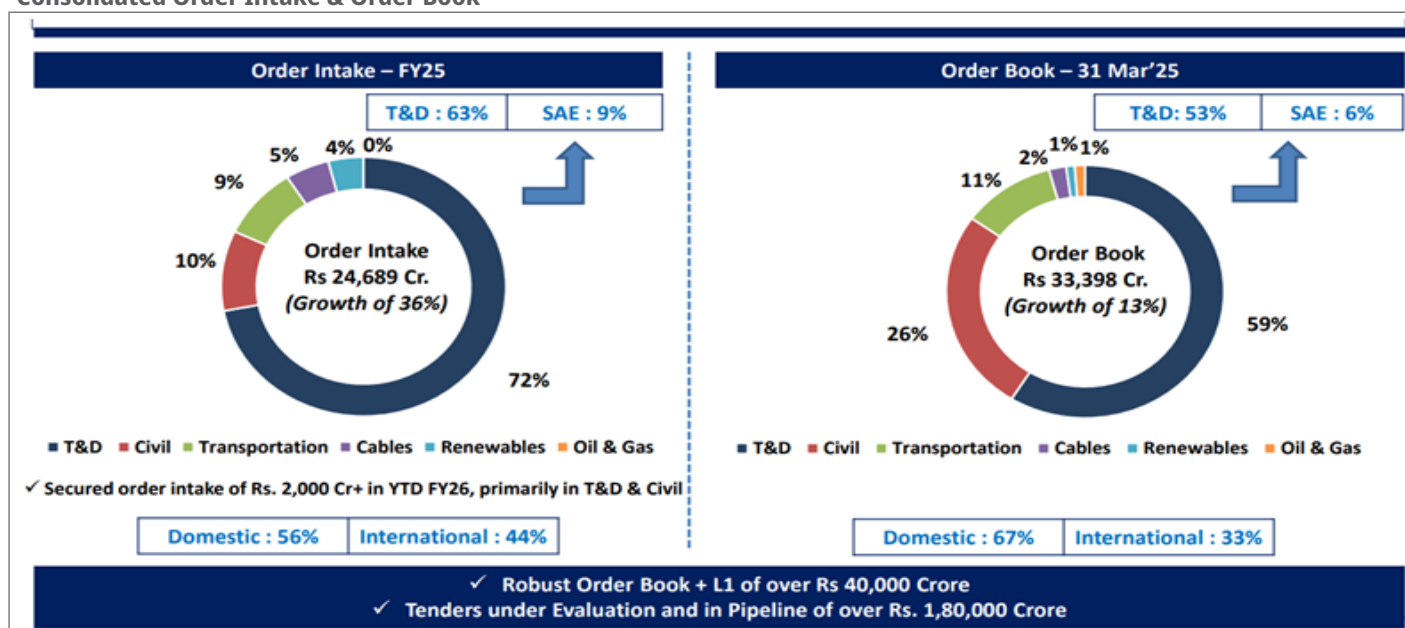 Consolidated Order Intake & Order Book
Order Intake – FY25
T&D : 63% SAE : 9%
0%
4%
5%
9%
10%
72%
Order Intake
Rs 24,689 Cr.
(Growth of 36%)
T&D Civil Transportation Cables Renewables Oil & Gas
✓ Secured order intake of Rs. 2,000 Cr+ in YTD FY26, primarily in T&D & Civil
Domestic : 56% International : 44%
Order Book – 31 Mar'25
T&D: 53% SAE : 6%
1%
1%
2%
11%
26%
59%
Order Book
Rs 33,398 Cr.
(Growth of 13%)
T&D Civil Transportation Cables Renewables Oil & Gas
Domestic : 67% International : 33%
✓ Robust Order Book + L1 of over Rs 40,000 Crore
✓ Tenders under Evaluation and in Pipeline of over Rs. 1,80,000 Crore